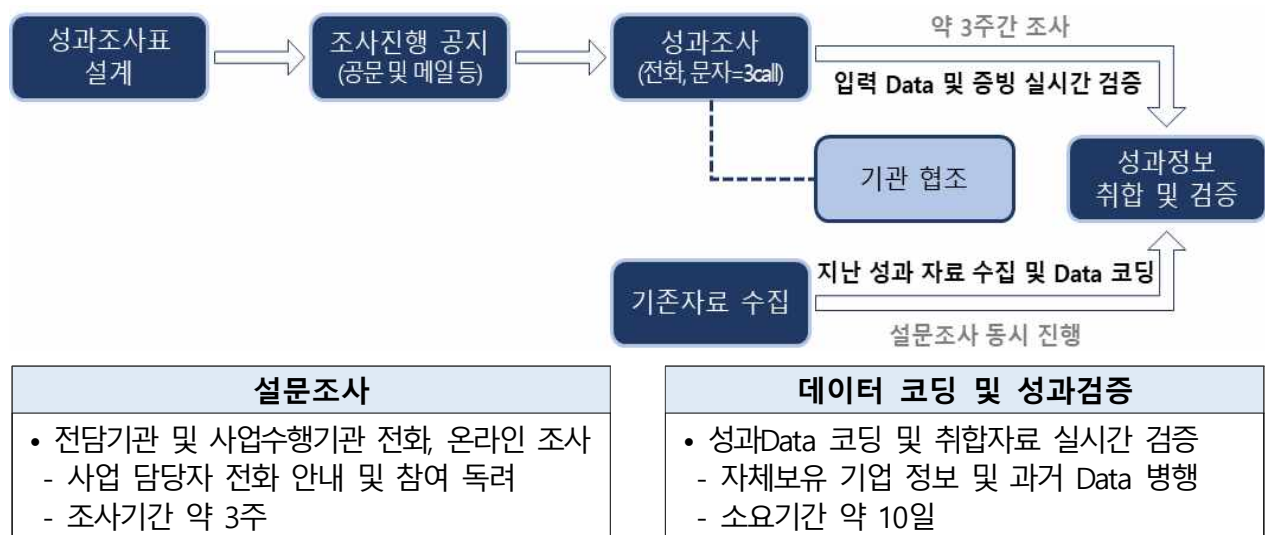 성과조사표
설계
조사진행 공지
(공문 및 메일 등)
성과조사
(전화, 문자=3call)
약 3주간 조사
입력 Data 및 증빙 실시간 검증
기관 협조
성과정보
취합 및 검증
기존자료 수집
지난 성과 자료 수집 및 Data 코딩
설문조사 동시 진행
설문조사
• 전담기관 및 사업수행기관 전화, 온라인 조사
- 사업 담당자 전화 안내 및 참여 독려
- 조사기간 약 3주
데이터 코딩 및 성과검증
• 성과Data 코딩 및 취합자료 실시간 검증
- 자체보유 기업 정보 및 과거 Data 병행
- 소요기간 약 10일